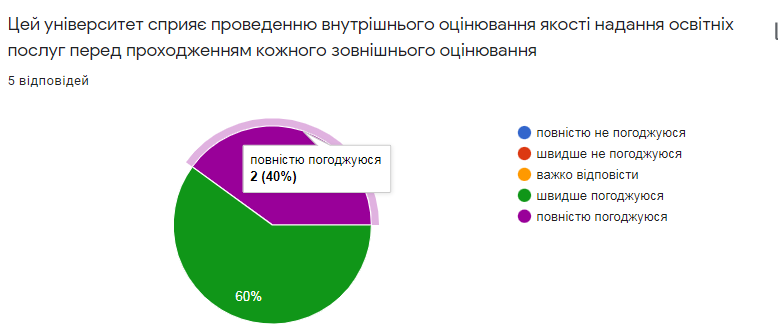 Цей університет сприяє проведенню внутрішнього оцінювання якості надання освітніх
послуг перед проходженням кожного зовнішнього оцінювання
5 відповідей
повністю погоджуюся
2 (40%)
60%
повністю не погоджуюся
швидше не погоджуюся
важко відповісти
швидше погоджуюся
повністю погоджуюся